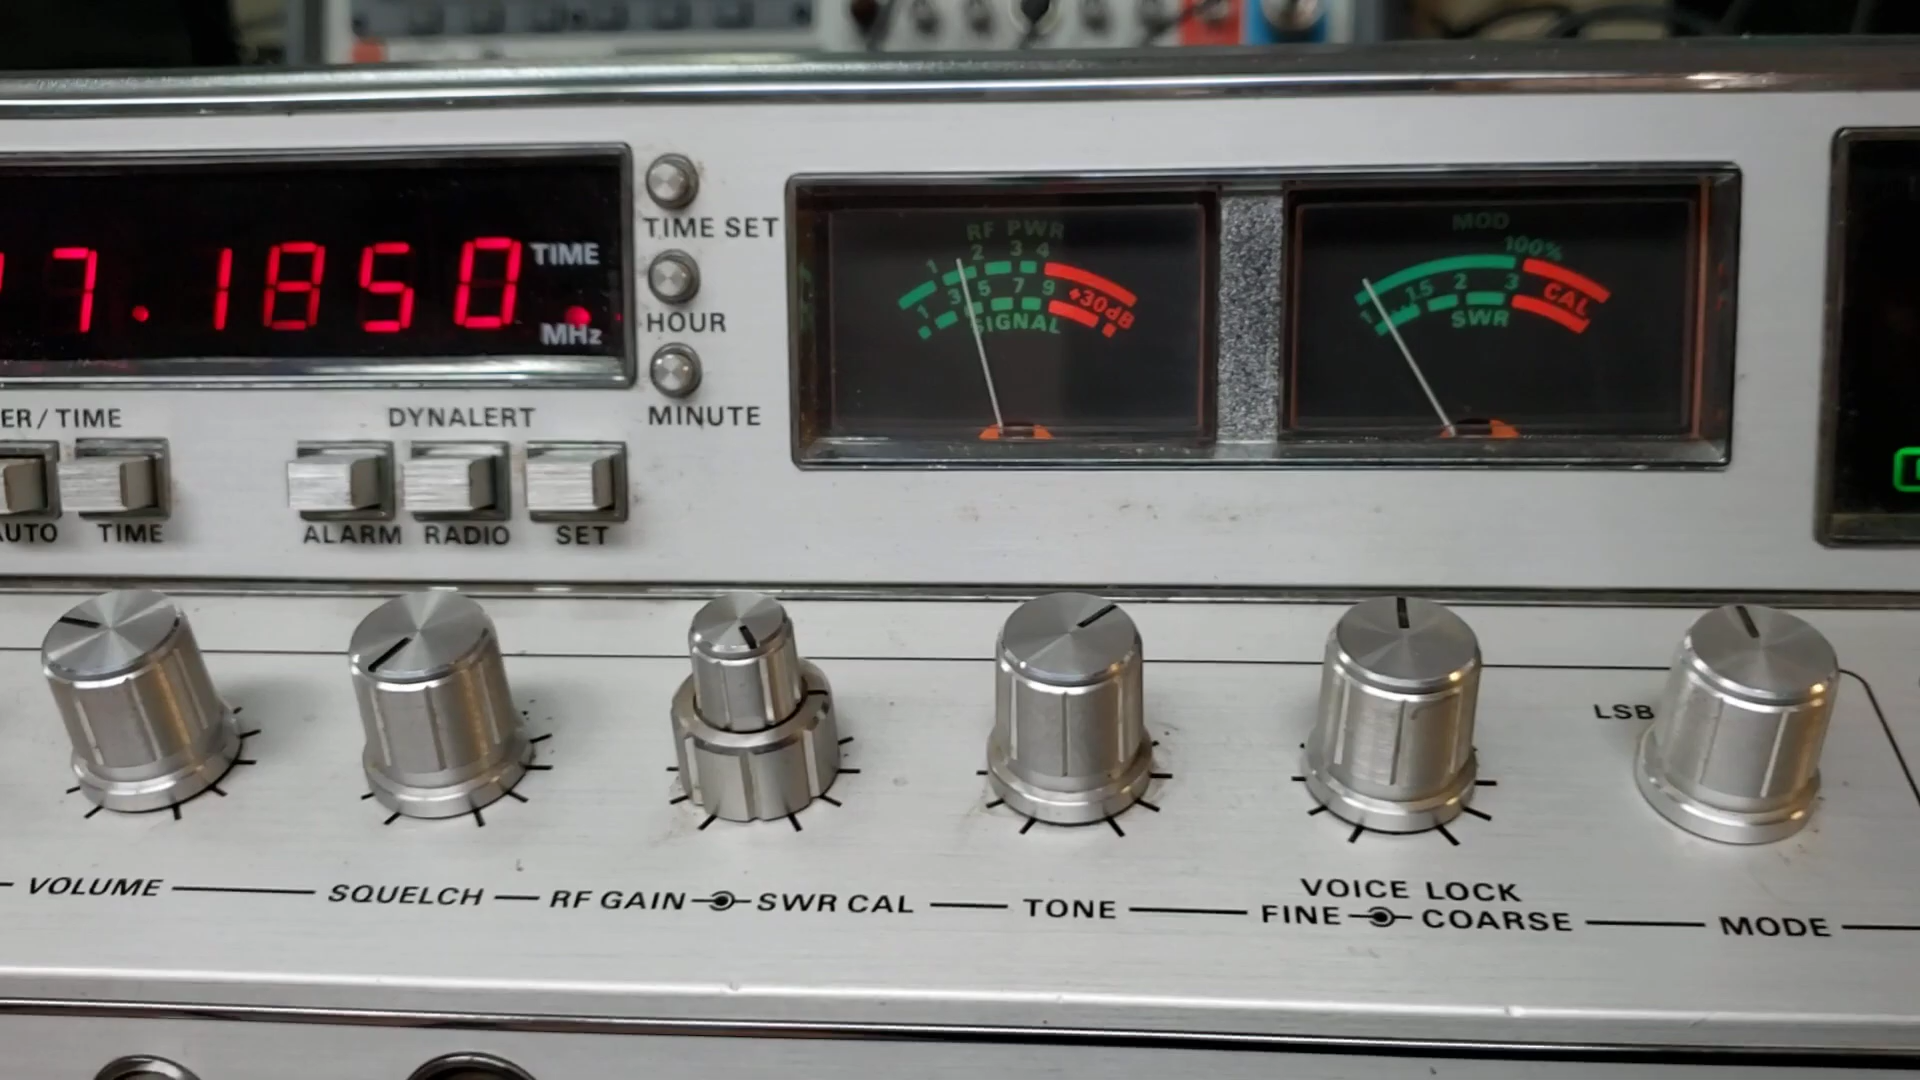 7.1850
TIME
MHz
TIME SET
HOUR
MINUTE
RF PWR
1 2 3 4
1 3 5 7 9 +30dB
SIGNAL
MOD
100%
1 1.5 2 3 CAL
SWR
ER/TIME
DYNALERT
AUTO TIME ALARM RADIO SET
LSB
VOLUME SQUELCH RF GAIN SWR CAL TONE
VOICE LOCK
FINE COARSE
MODE